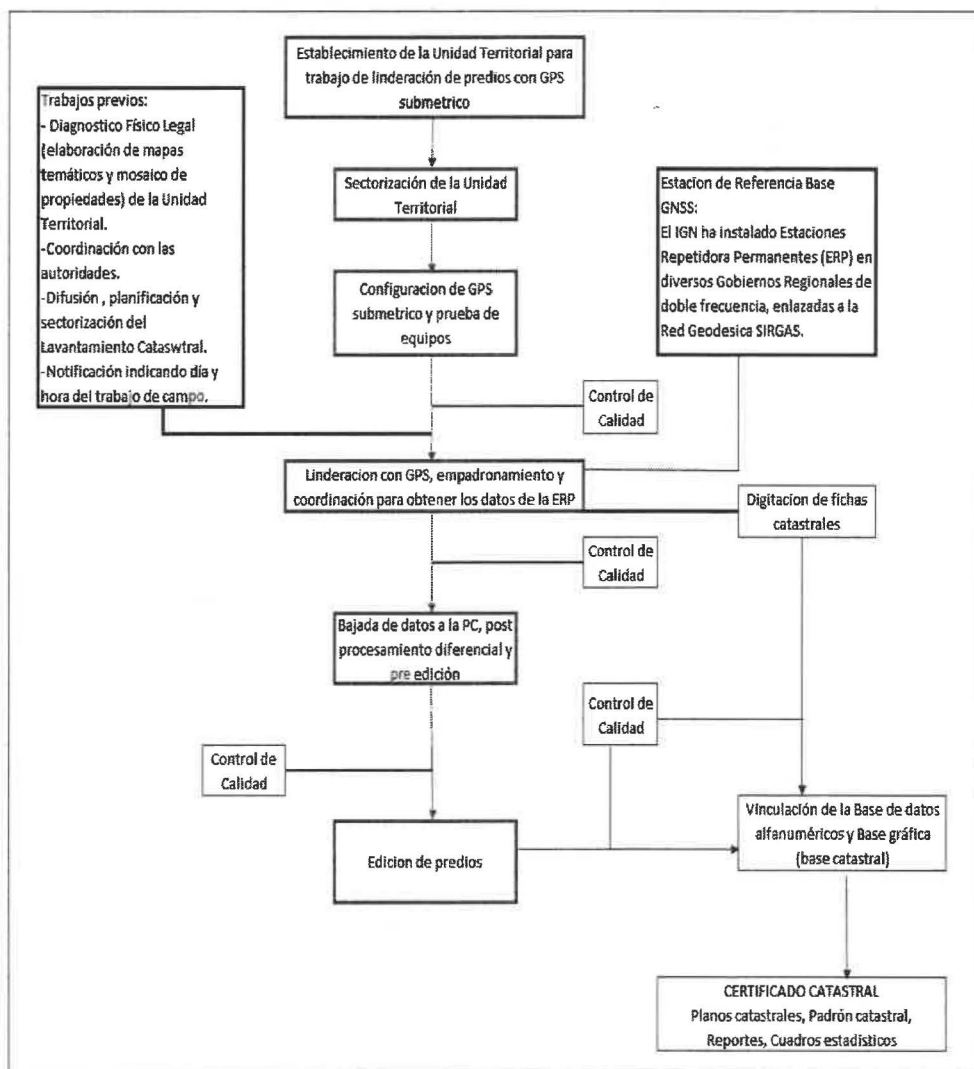 Establecimiento de la Unidad Territorial para
trabajo de linderación de predios con GPS
submetrico
Trabajos previos:
- Diagnostico Físico Legal
(elaboración de mapas
temáticos y mosaico de
propiedades) de la Unidad
Territorial.
-Coordinación con las
autoridades.
-Difusión , planificación y
sectorización del
Lavantamiento Cataswtral.
-Notificación indicando día y
hora del trabajo de campo.
Sectorización de la Unidad
Territorial
Estacion de Referencia Base
GNSS:
El IGN ha instalado Estaciones
Repetidora Permanentes (ERP) en
diversos Gobiernos Regionales de
doble frecuencia, enlazadas a la
Red Geodesica SIRGAS.
Configuracion de GPS
submetrico y prueba de
equipos
Control de
Calidad
Linderacion con GPS, empadronamiento y
coordinación para obtener los datos de la ERP
Digitacion de fichas
catastrales
Control de
Calidad
Bajada de datos a la PC, post
procesamiento diferencial y
pre edición
Control de
Calidad
Control de
Calidad
Edicion de predios
Vinculación de la Base de datos
alfanuméricos y Base gráfica
(base catastral)
CERTIFICADO CATASTRAL
Planos catastrales, Padrón catastral,
Reportes, Cuadros estadísticos